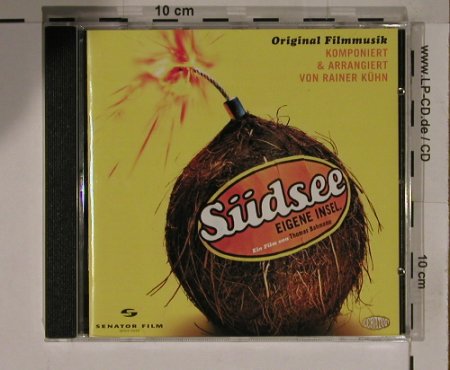 10 cm
Original Filmmusik
KOMPONIERT
& ARRANGIERT
VON RAINER KÜHN
Südsee
EIGENE INSEL
Ein Film von Thomas Bahmann
SENATOR FILM
www.LP-CD.de / CD
10 cm